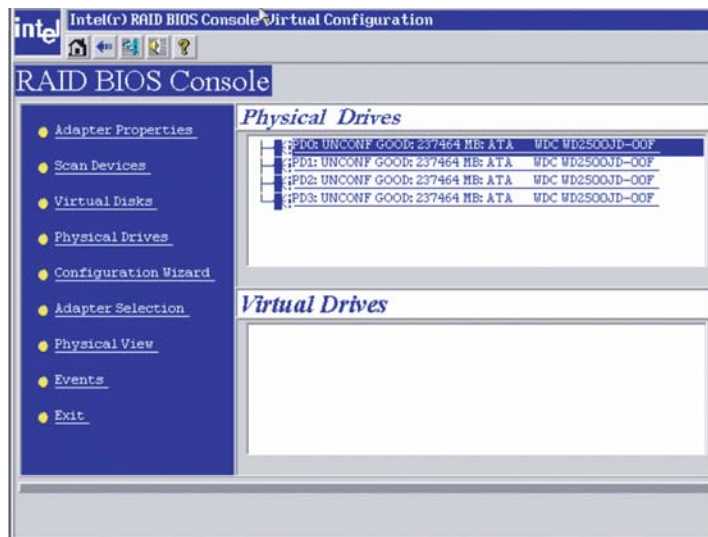 intel
Intel(r) RAID BIOS Console Virtual Configuration
RAID BIOS Console
Adapter Properties
Scan Devices
Virtual Disks
Physical Drives
Configuration Wizard
Adapter Selection
Physical View
Events
Exit
Physical Drives
PD0: UNCONF GOOD: 237464 MB: ATA WDC WD2500JD-00F
PD1: UNCONF GOOD: 237464 MB: ATA WDC WD2500JD-00F
PD2: UNCONF GOOD: 237464 MB: ATA WDC WD2500JD-00F
PD3: UNCONF GOOD: 237464 MB: ATA WDC WD2500JD-00F
Virtual Drives